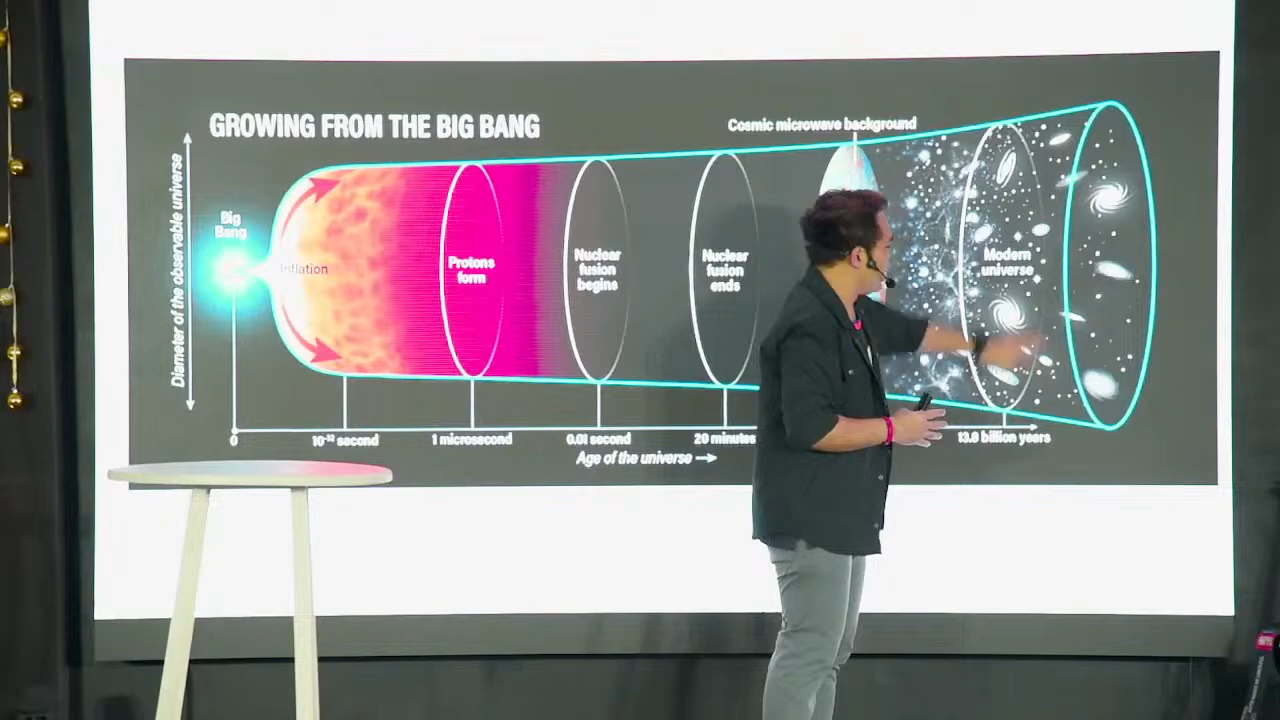 GROWING FROM THE BIG BANG
Cosmic microwave background
Diameter of the observable universe
Big
Bang
Inflation
Protons
form
Nuclear
fusion
begins
Nuclear
fusion
ends
Modern
universe
0
second
1 microsecond
0.01 second
20 minutes
13.8 billion years
Age of the universe